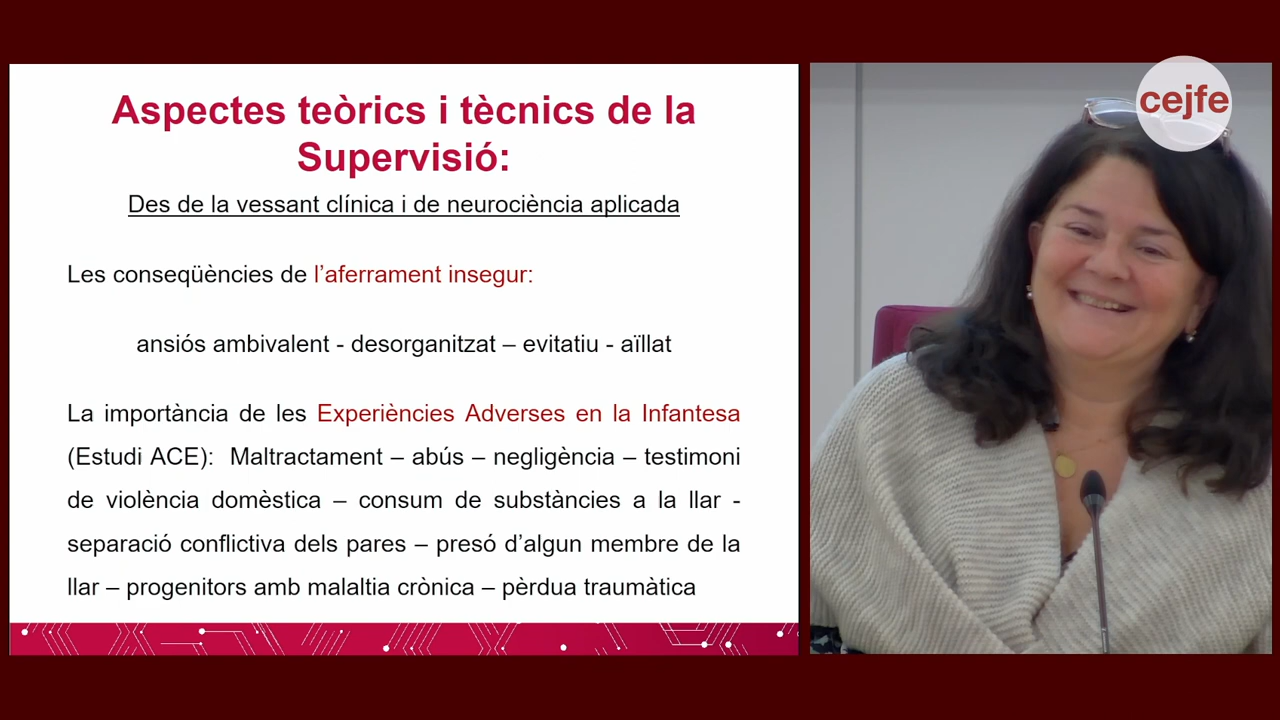 Aspectes teòrics i tècnics de la
Supervisió:
Des de la vessant clínica i de neurociència aplicada
Les conseqüències de l’aferrament insegur:
ansiós ambivalent - desorganitzat – evitatiu - aïllat
La importància de les Experiències Adverses en la Infantesa
(Estudi ACE): Maltractament – abús – negligència – testimoni
de violència domèstica – consum de substàncies a la llar -
separació conflictiva dels pares – presó d’algun membre de la
llar – progenitors amb malaltia crònica – pèrdua traumàtica
cejfe